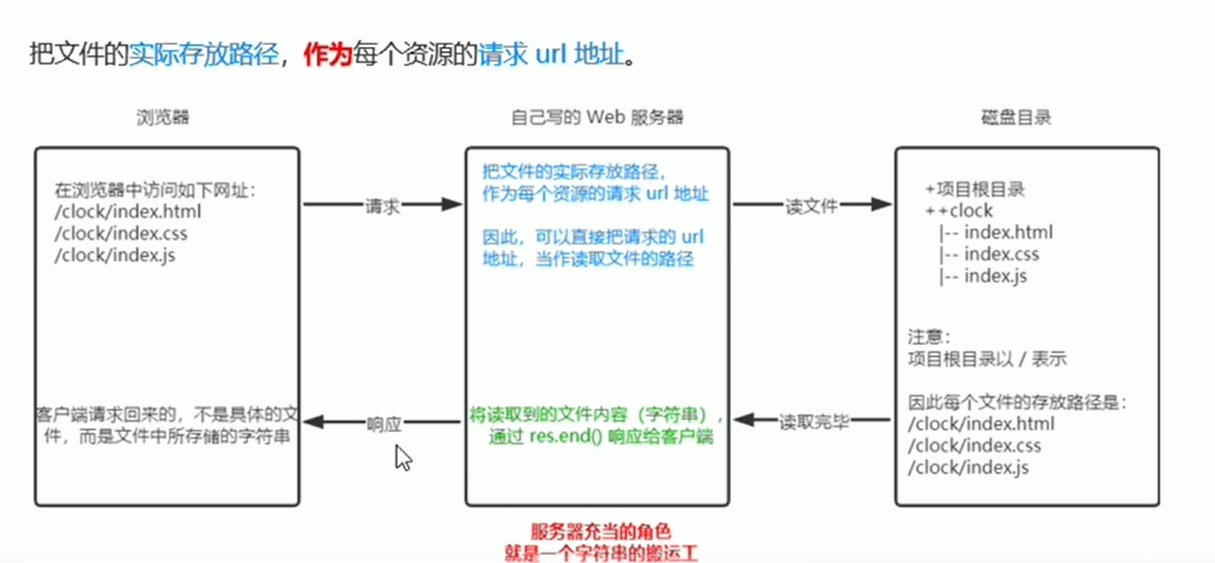 把文件的实际存放路径，作为每个资源的请求 url 地址。
浏览器
在浏览器中访问如下网址：
/clock/index.html
/clock/index.css
/clock/index.js
客户端请求回来的，不是具体的文
件，而是文件中所存储的字符串
请求
响应
自己写的 Web 服务器
把文件的实际存放路径，
作为每个资源的请求 url 地址
因此，可以直接把请求的 url
地址，当作读取文件的路径
将读取到的文件内容（字符串），
通过 res.end() 响应给客户端
服务器充当的角色
就是一个字符串的搬运工
读文件
读取完毕
磁盘目录
+项目根目录
++clock
|-- index.html
|-- index.css
|-- index.js
注意：
项目根目录以 / 表示
因此每个文件的存放路径是：
/clock/index.html
/clock/index.css
/clock/index.js